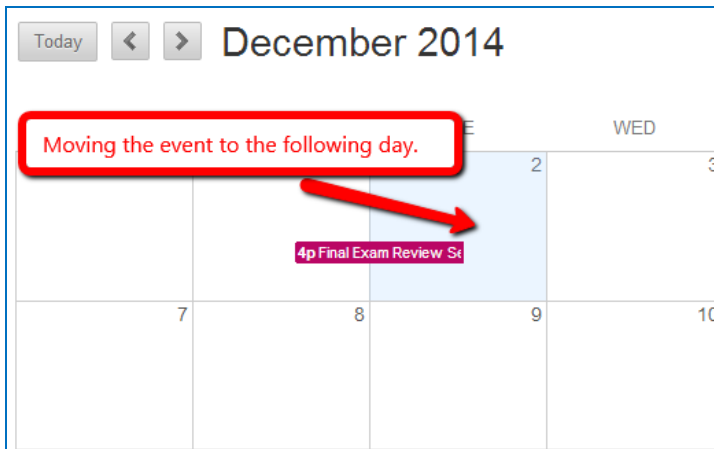 Today < > December 2014
Moving the event to the following day.
E WED
2 3
4p Final Exam Review Se
7 8 9 10